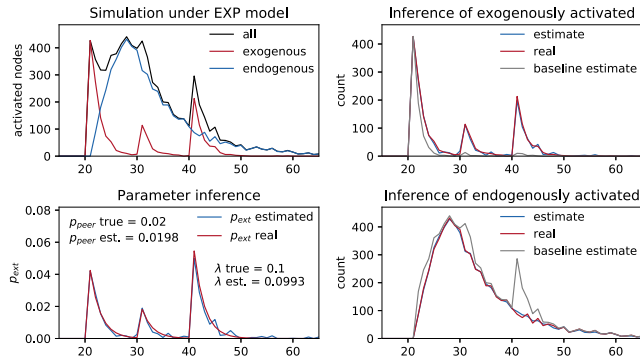 Simulation under EXP model
activated nodes
400
300
200
100
0
all
exogenous
endogenous
20 30 40 50 60
Inference of exogenously activated
count
400
300
200
100
0
estimate
real
baseline estimate
20 30 40 50 60
Parameter inference
p_ext
0.08
0.06
0.04
0.02
0.00
p_peer true = 0.02
p_peer est. = 0.0198
p_ext estimated
p_ext real
λ true = 0.1
λ est. = 0.0993
20 30 40 50 60
Inference of endogenously activated
count
400
300
200
100
0
estimate
real
baseline estimate
20 30 40 50 60